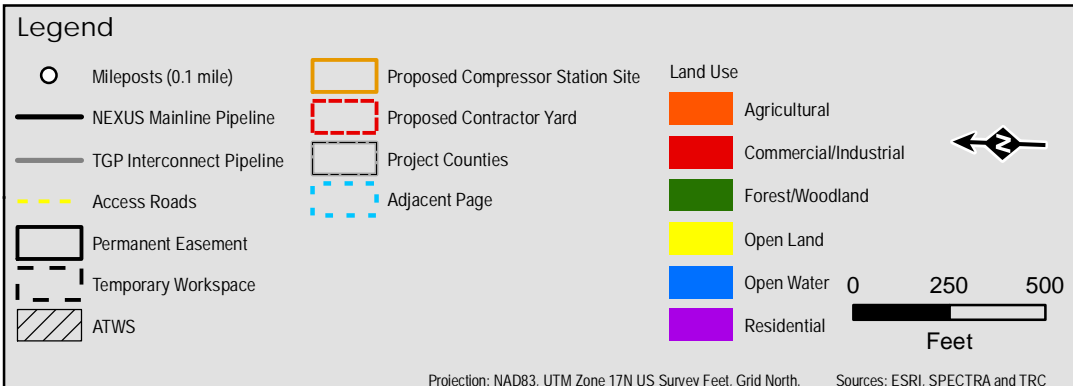 Legend
Mileposts (0.1 mile)
NEXUS Mainline Pipeline
TGP Interconnect Pipeline
Access Roads
Permanent Easement
Temporary Workspace
ATWS
Proposed Compressor Station Site
Proposed Contractor Yard
Project Counties
Adjacent Page
Land Use
Agricultural
Commercial/Industrial
Forest/Woodland
Open Land
Open Water
Residential
N
0 250 500
Feet
Projection: NAD83, UTM Zone 17N US Survey Feet, Grid North. Sources: ESRI, SPECTRA and TRC